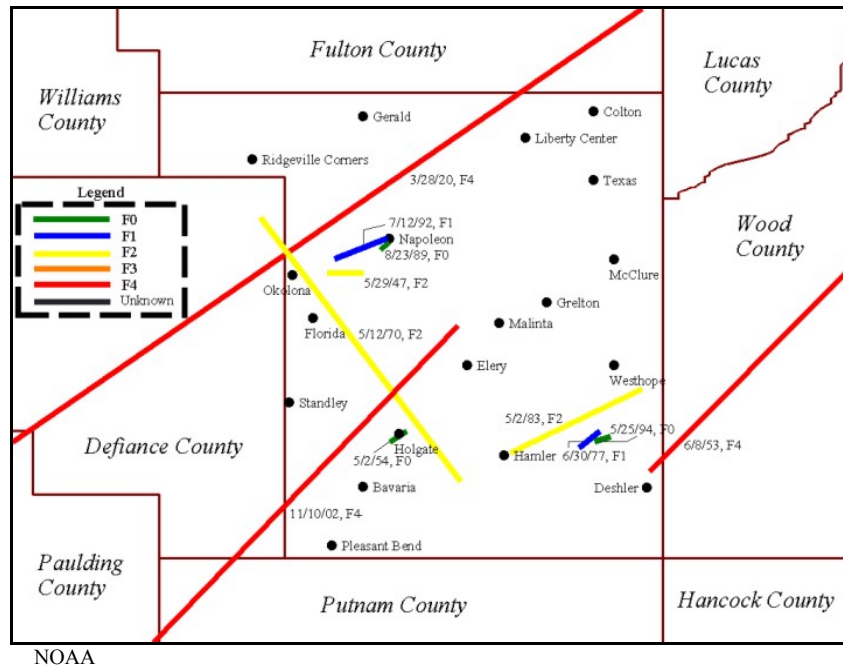 Fulton County
Lucas
County
Williams
County
Gerald
Colton
Liberty Center
Ridgeville Corners
3/28/20, F4
Texas
Legend
F0
F1
F2
F3
F4
Unknown
7/12/92, F1
Napoleon
8/23/89, F0
Wood
County
McClure
Okolona
5/29/47, F2
Grelton
Florida
5/12/70, F2
Malinta
Elery
Westhope
Standley
5/2/83, F2
5/25/94, F0
Defiance County
Holgate
5/2/54, F0
Hamler
6/30/77, F1
6/8/53, F4
Bavaria
Deshler
11/10/02, F4
Pleasant Bend
Paulding
County
Putnam County
Hancock County
NOAA